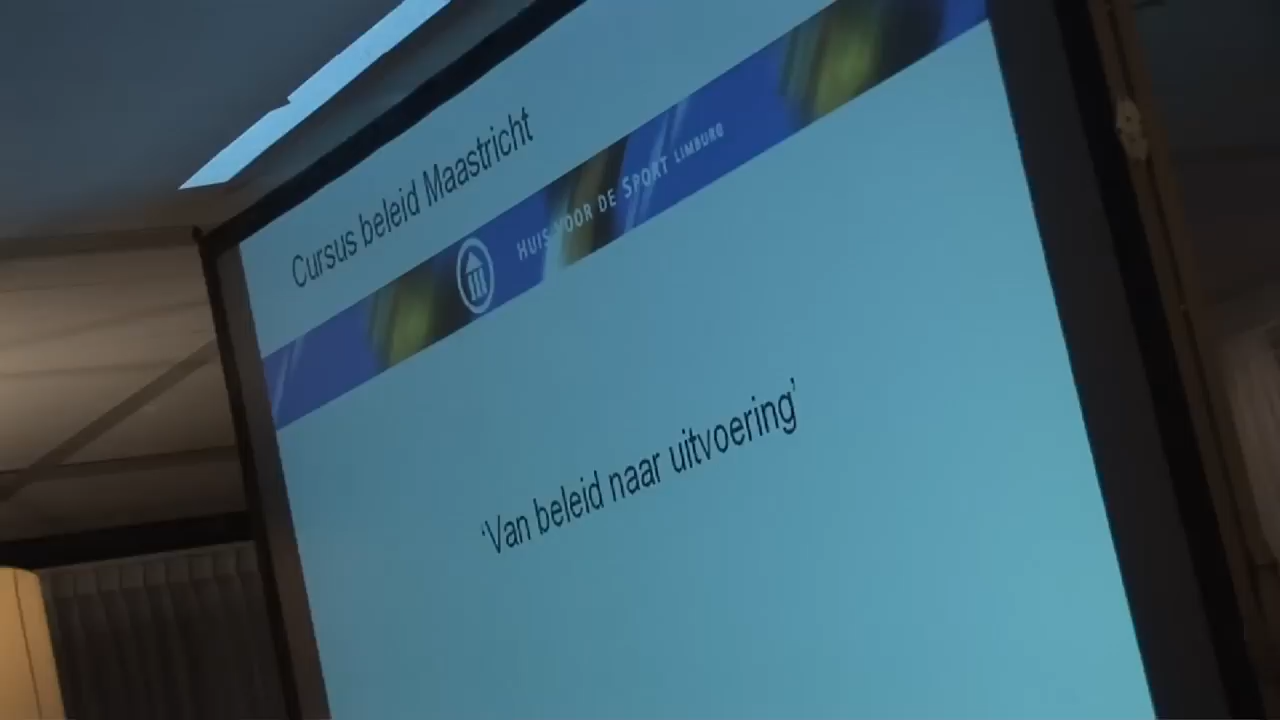 Cursus beleid Maastricht
HUIS VOOR DE SPORT LIMBURG
‘Van beleid naar uitvoering’